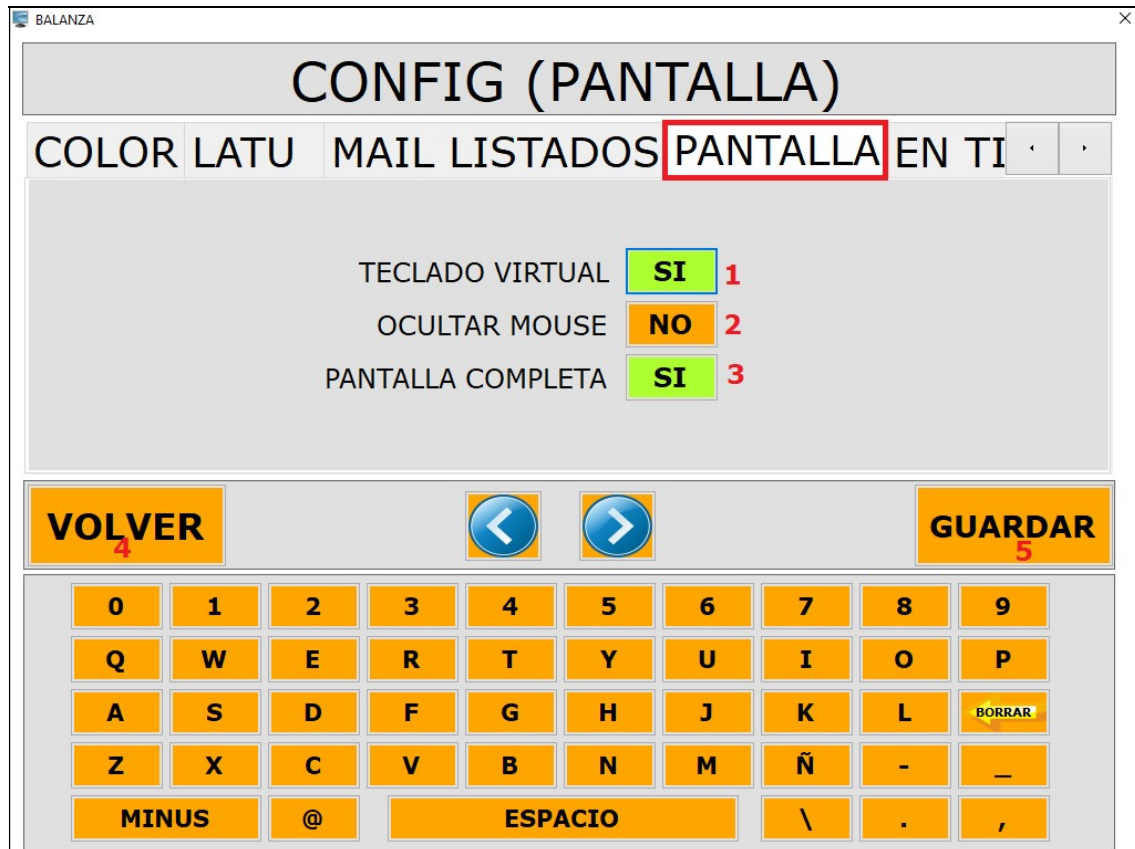 BALANZA
CONFIG (PANTALLA)
COLOR LATU MAIL LISTADOS PANTALLA EN TI
TECLADO VIRTUAL SI 1
OCULTAR MOUSE NO 2
PANTALLA COMPLETA SI 3
VOLVER GUARDAR
4 5
0 1 2 3 4 5 6 7 8 9
Q W E R T Y U I O P
A S D F G H J K L BORRAR
Z X C V B N M Ñ - _
MINUS @ ESPACIO \ . ,